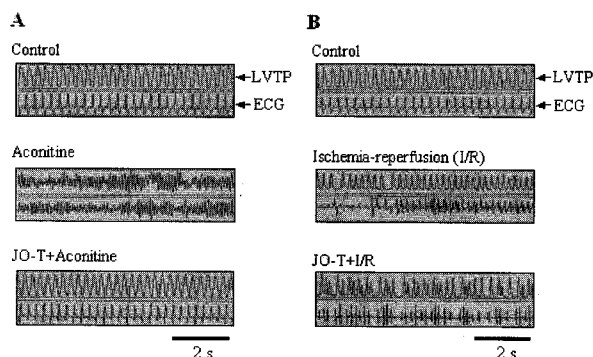 A
Control
LVTP
ECG
Aconitine
JO-T+Aconitine
2 s
B
Control
LVTP
ECG
Ischemia-reperfusion (I/R)
JO-T+I/R
2 s